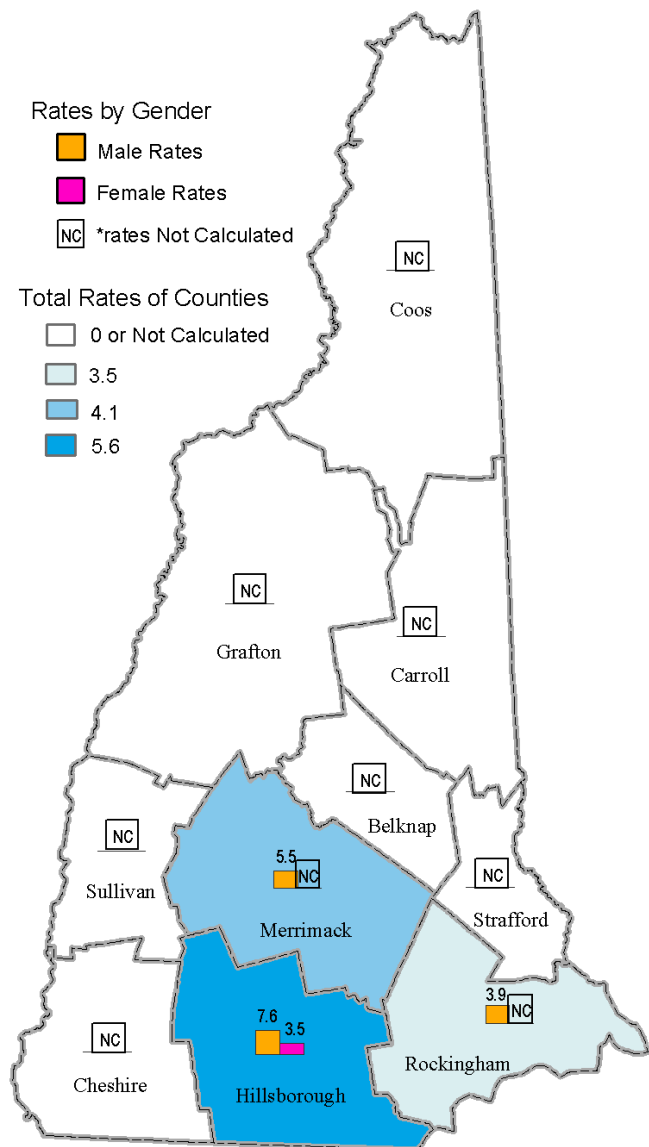 Rates by Gender
Male Rates
Female Rates
NC *rates Not Calculated
Total Rates of Counties
0 or Not Calculated
3.5
4.1
5.6
NC
Coos
NC
Grafton
NC
Carroll
NC
Belknap
NC
Sullivan
5.5 NC
Merrimack
NC
Strafford
3.9 NC
Rockingham
7.6 3.5
Hillsborough
NC
Cheshire